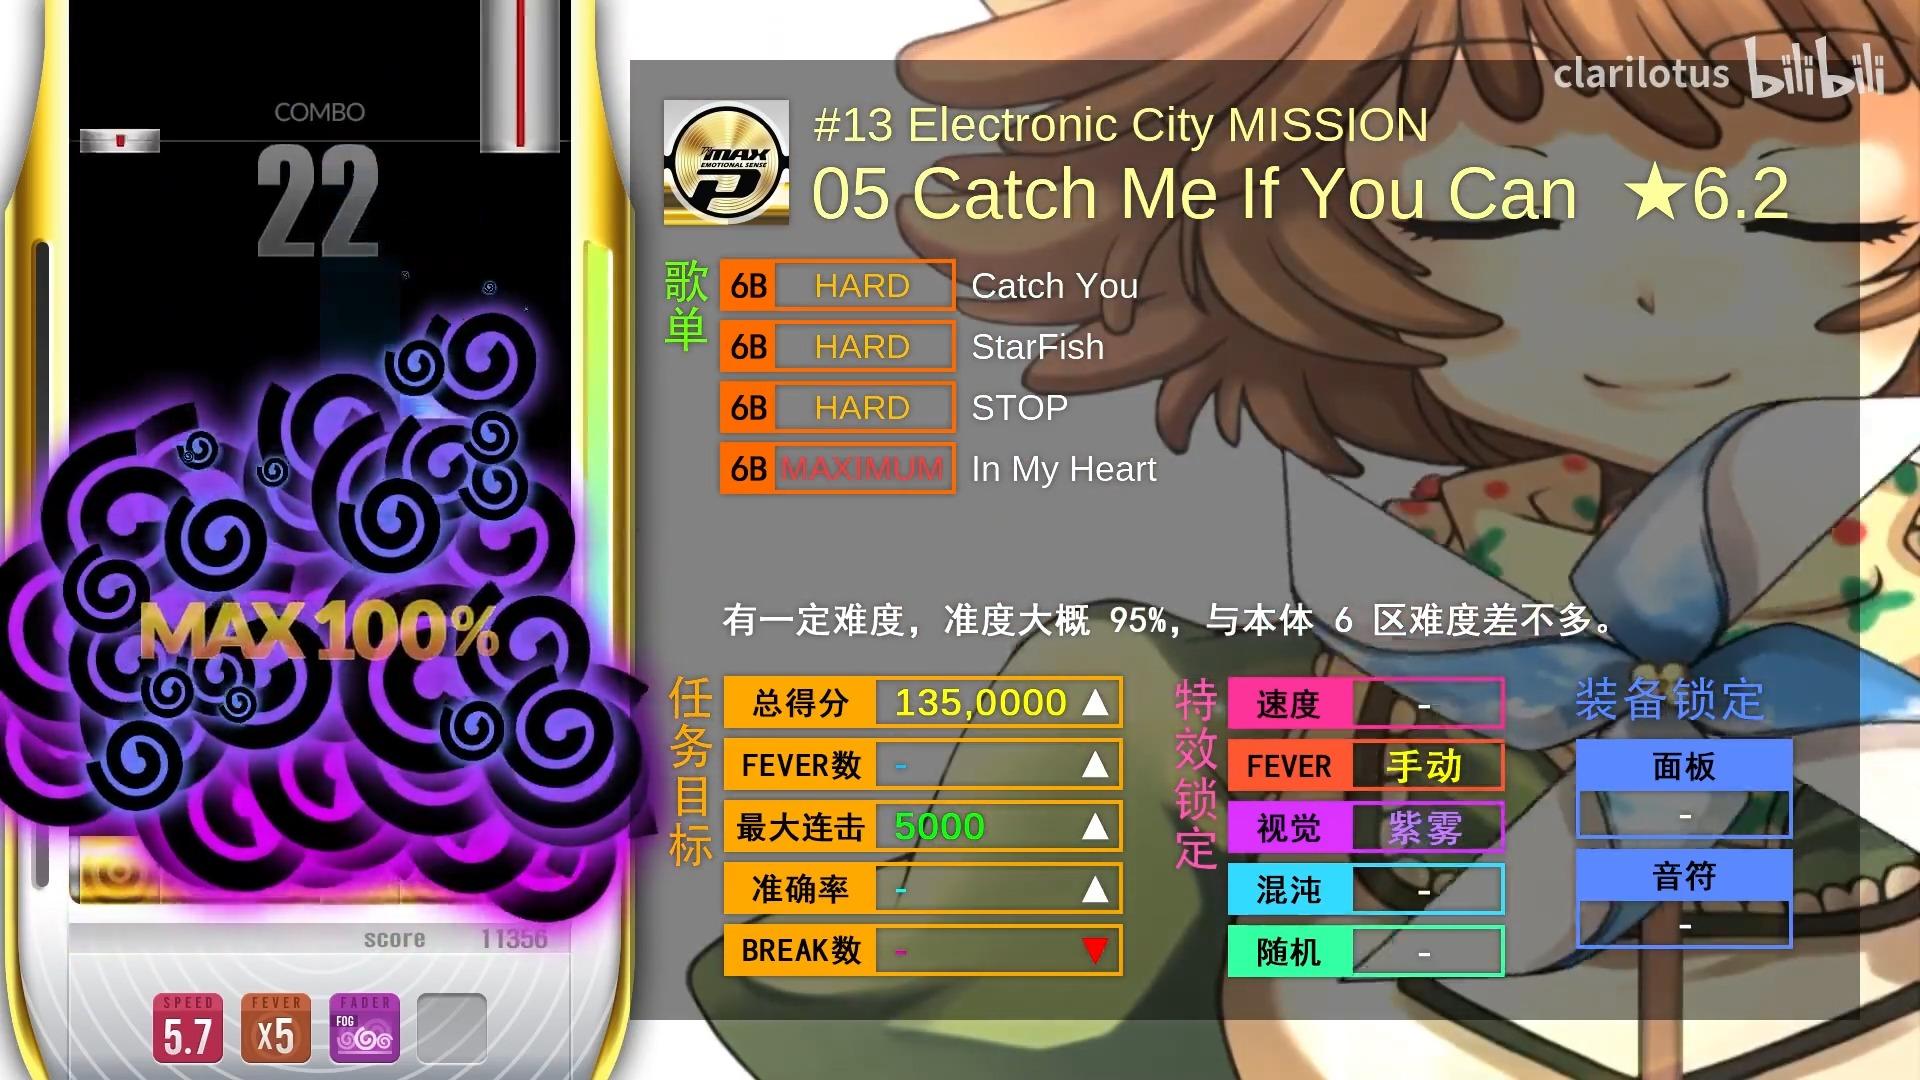 COMBO
22
MAX 100%
score 11356
SPEED
5.7
FEVER
x5
FADER
FOG
clarilotus bilibili
MAX
EMOTIONAL SENSE
P
#13 Electronic City MISSION
05 Catch Me If You Can ★6.2
歌单
6B HARD Catch You
6B HARD StarFish
6B HARD STOP
6B MAXIMUM In My Heart
有一定难度，准度大概 95%，与本体 6 区难度差不多。
任务目标
总得分 135,0000 ▲
FEVER数 - ▲
最大连击 5000 ▲
准确率 - ▲
BREAK数 - ▼
特效锁定
速度 -
FEVER 手动
视觉 紫雾
混沌 -
随机 -
装备锁定
面板
-
音符
-